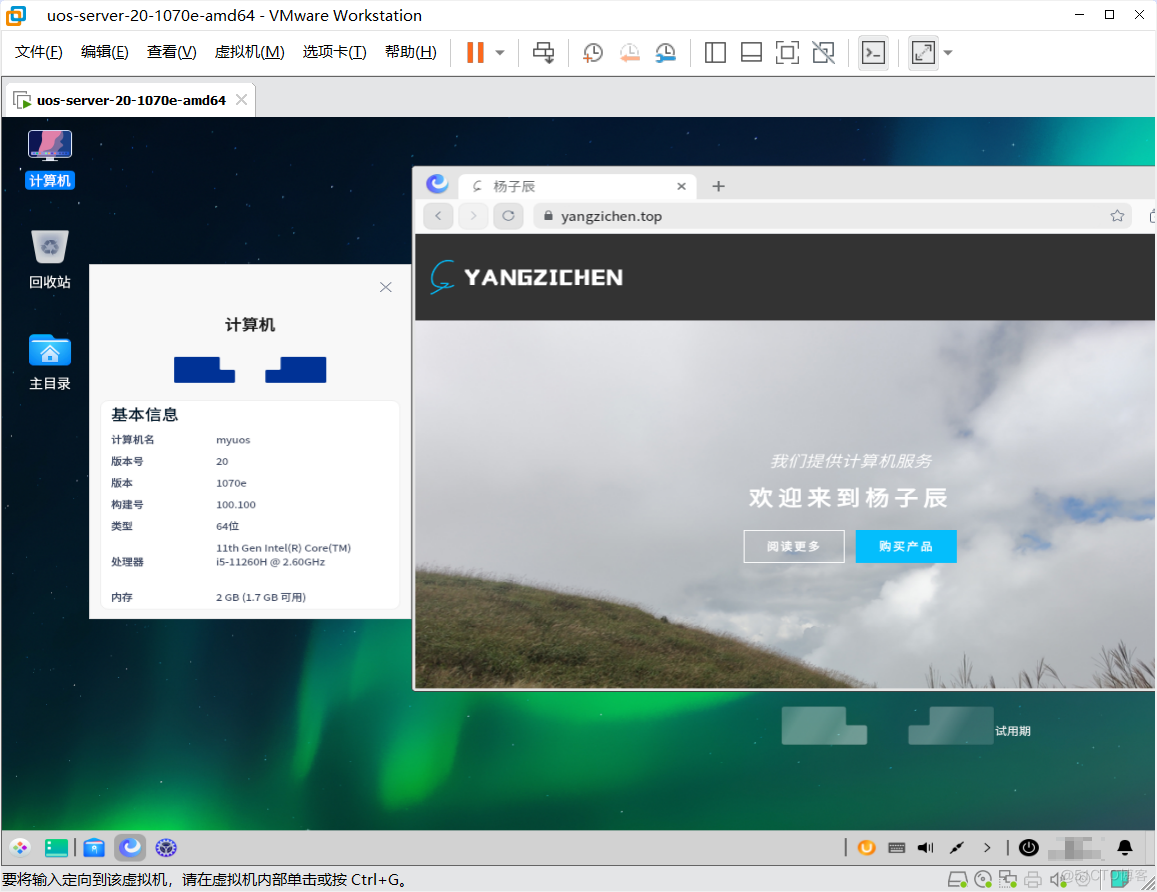 uos-server-20-1070e-amd64 - VMware Workstation
文件(F) 编辑(E) 查看(V) 虚拟机(M) 选项卡(T) 帮助(H)
uos-server-20-1070e-amd64
计算机
回收站
主目录
计算机
基本信息
计算机名 myuos
版本号 20
版本 1070e
构建号 100.100
类型 64位
处理器 11th Gen Intel(R) Core(TM)
i5-11260H @ 2.60GHz
内存 2 GB (1.7 GB 可用)
杨子辰
yangzichen.top
YANGZICHEN
我们提供计算机服务
欢迎来到杨子辰
阅读更多 购买产品
试用期
要将输入定向到该虚拟机，请在虚拟机内部单击或按 Ctrl+G。
@51CTO博客